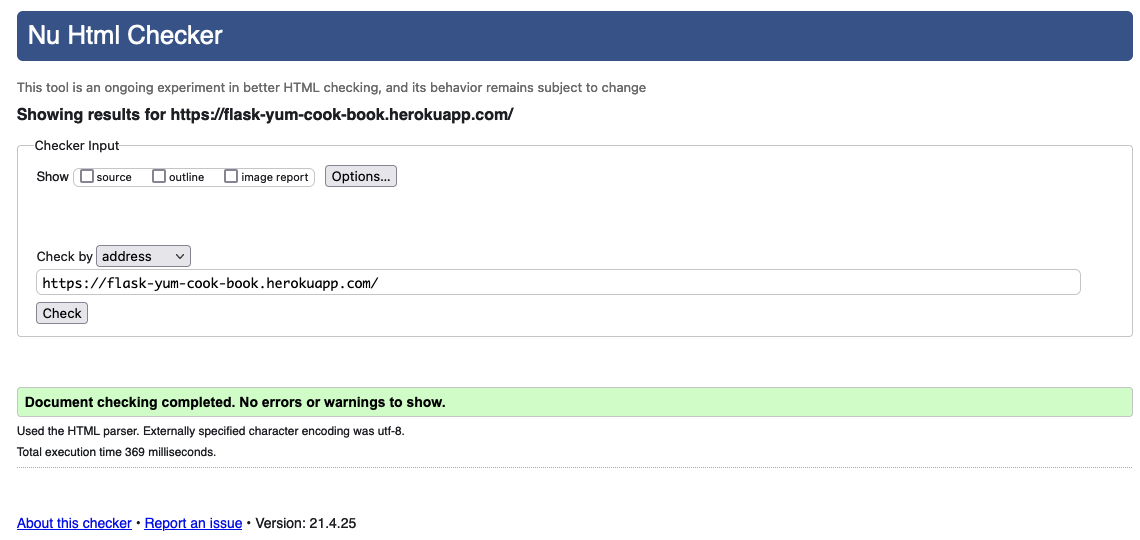 Nu Html Checker
This tool is an ongoing experiment in better HTML checking, and its behavior remains subject to change
Showing results for https://flask-yum-cook-book.herokuapp.com/
Checker Input
Show source outline image report Options...
Check by address
https://flask-yum-cook-book.herokuapp.com/
Check
Document checking completed. No errors or warnings to show.
Used the HTML parser. Externally specified character encoding was utf-8.
Total execution time 369 milliseconds.
About this checker • Report an issue • Version: 21.4.25